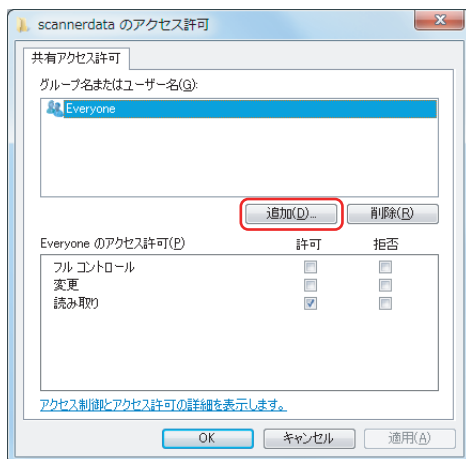 scannerdata のアクセス許可
共有アクセス許可
グループ名またはユーザー名(G):
Everyone
追加(D)... 削除(R)
Everyone のアクセス許可(P) 許可 拒否
フル コントロール
変更
読み取り
アクセス制御とアクセス許可の詳細を表示します。
OK キャンセル 適用(A)